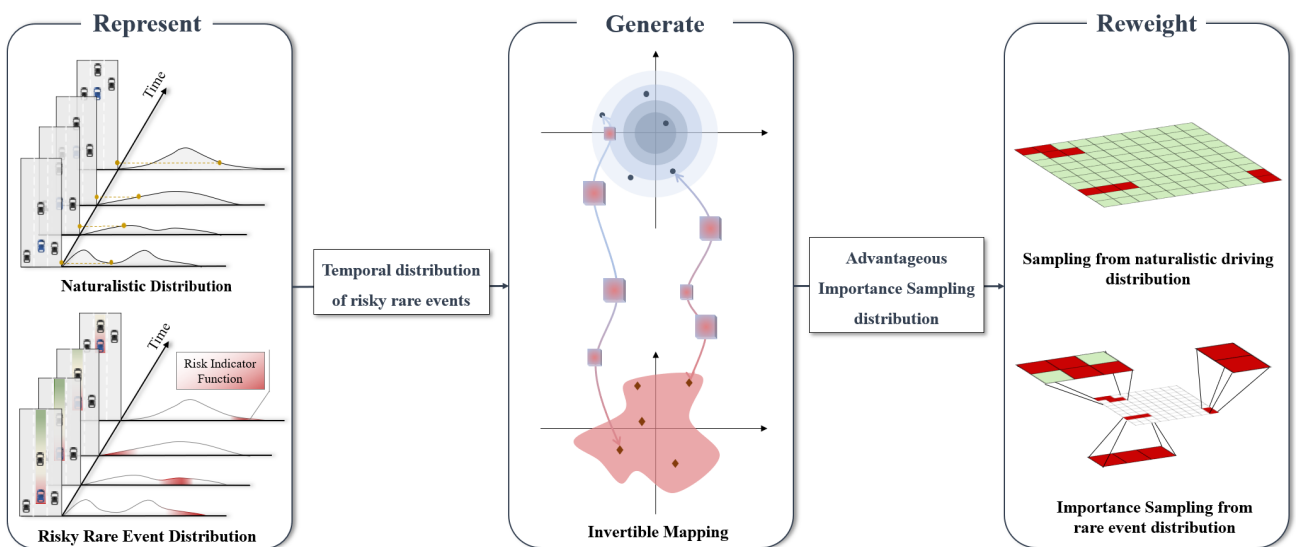 Represent
Time
Naturalistic Distribution
Time
Risk Indicator
Function
Risky Rare Event Distribution
Temporal distribution
of risky rare events
Generate
Invertible Mapping
Advantageous
Importance Sampling
distribution
Reweight
Sampling from naturalistic driving
distribution
Importance Sampling from
rare event distribution